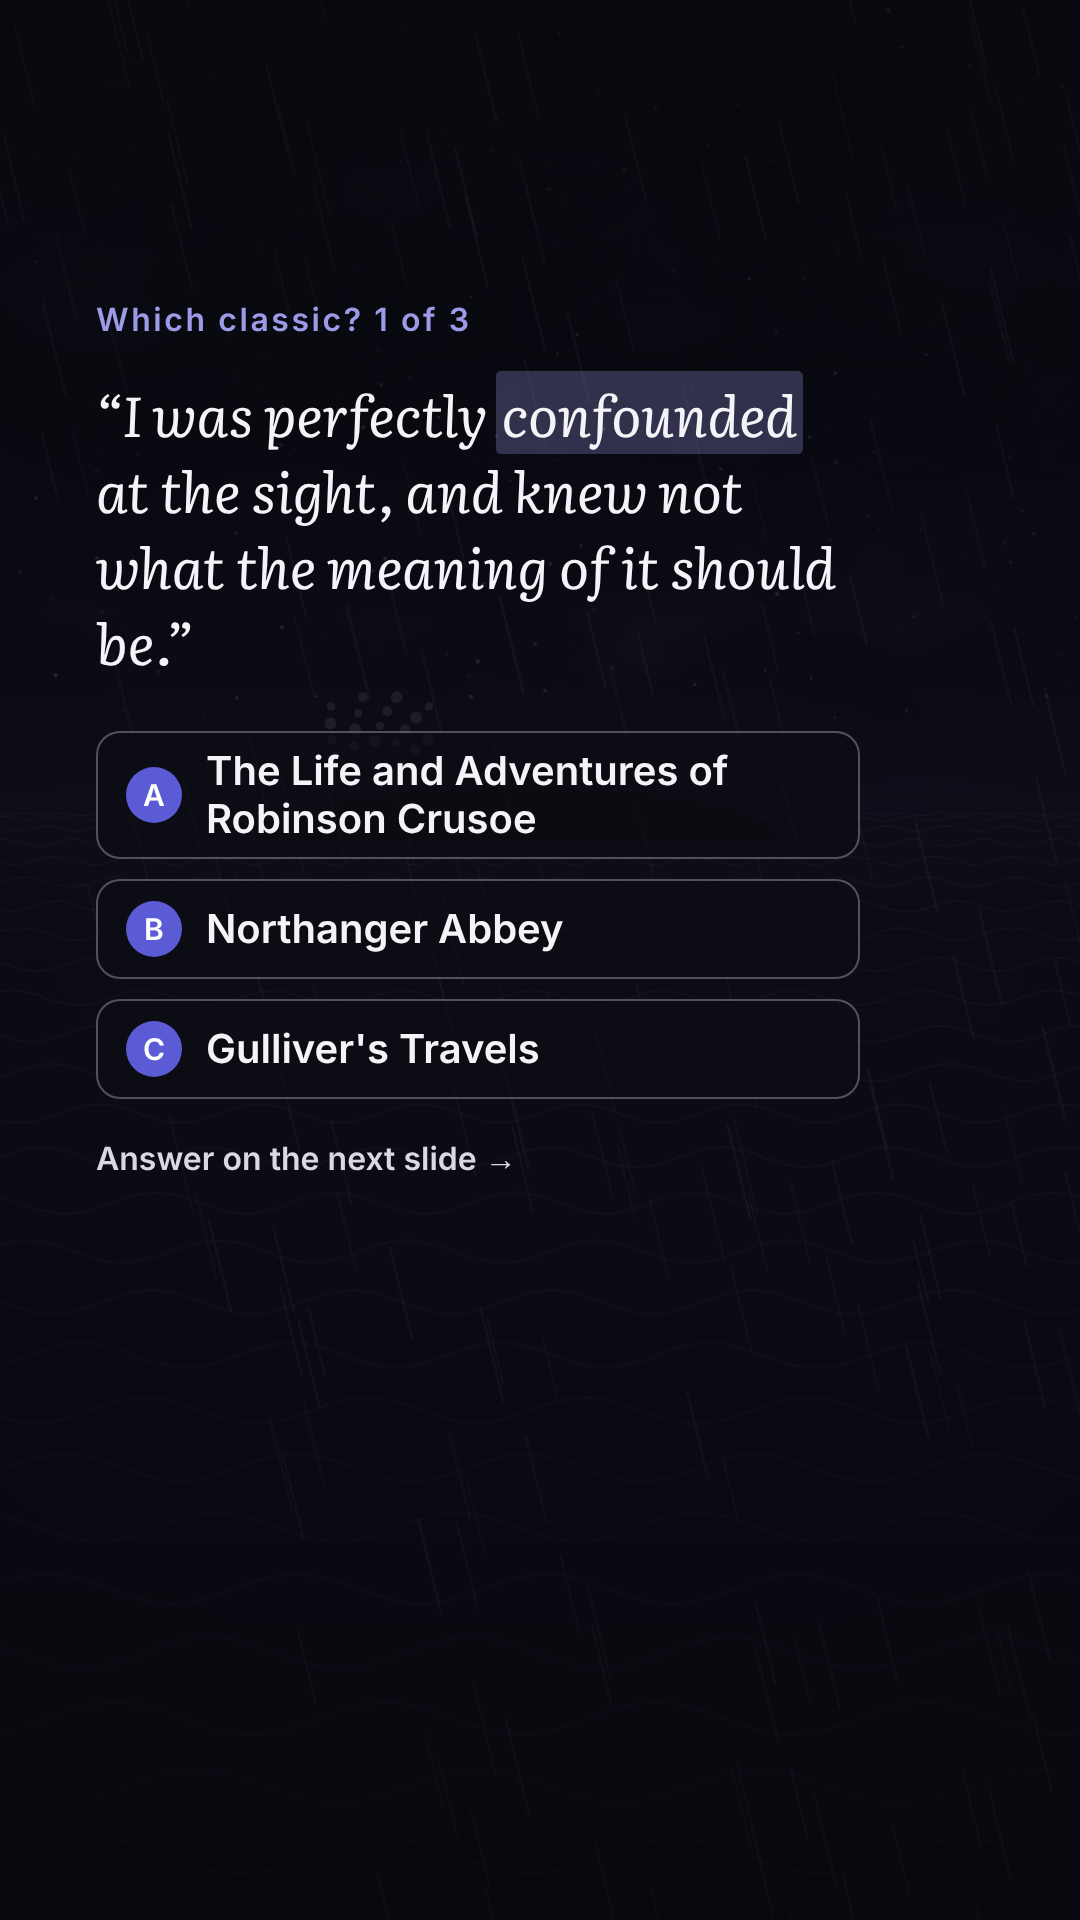 Which classic? 1 of 3
“I was perfectly confounded
at the sight, and knew not
what the meaning of it should
be.”
A The Life and Adventures of
Robinson Crusoe
B Northanger Abbey
C Gulliver's Travels
Answer on the next slide →